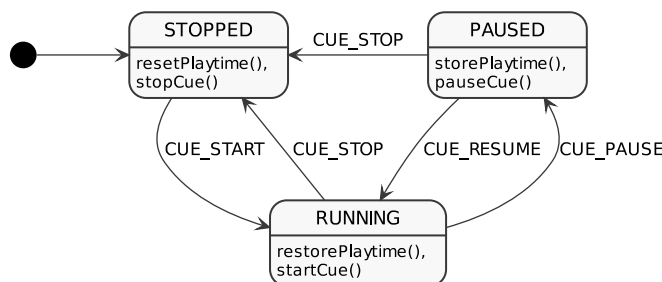 STOPPED
resetPlaytime(),
stopCue()
CUE_STOP
PAUSED
storePlaytime(),
pauseCue()
CUE_START
CUE_STOP
CUE_RESUME
CUE_PAUSE
RUNNING
restorePlaytime(),
startCue()